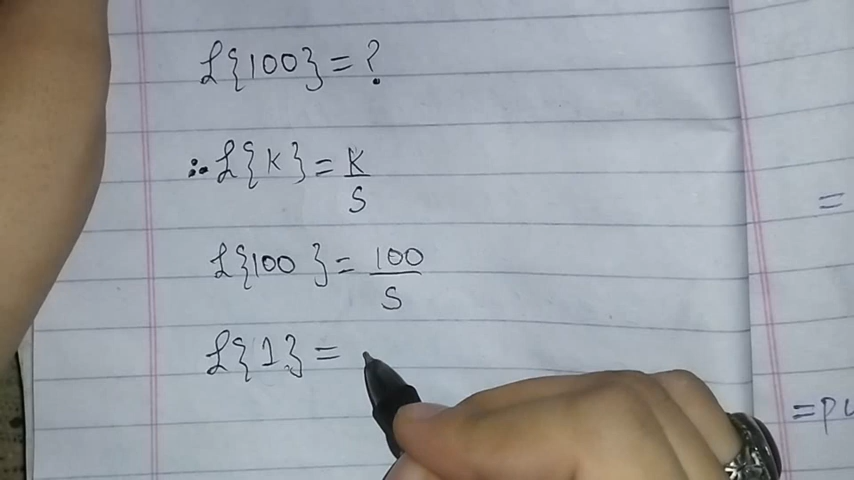 ℒ{100} = ?
∴ ℒ{K} = K/S
ℒ{100} = 100/S
ℒ{1} =
=
=